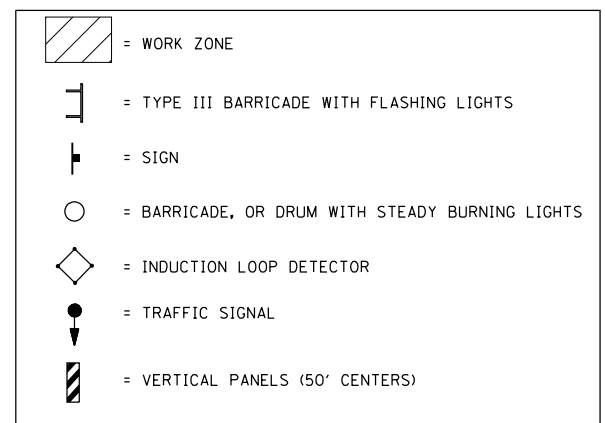 = WORK ZONE
= TYPE III BARRICADE WITH FLASHING LIGHTS
= SIGN
= BARRICADE, OR DRUM WITH STEADY BURNING LIGHTS
= INDUCTION LOOP DETECTOR
= TRAFFIC SIGNAL
= VERTICAL PANELS (50' CENTERS)